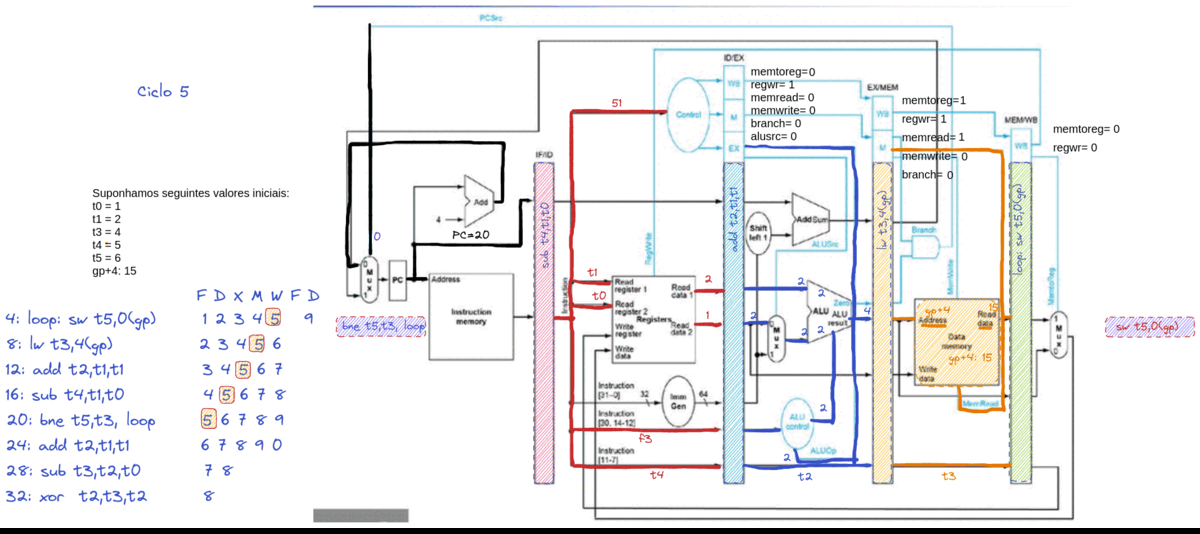 PCSrc
Ciclo 5
Suponhamos seguintes valores iniciais:
t0 = 1
t1 = 2
t3 = 4
t4 = 5
t5 = 6
gp+4: 15
F D X M W F D
4: loop: sw t5,0(gp) 1 2 3 4 5 9
8: lw t3,4(gp) 2 3 4 5 6
12: add t2,t1,t1 3 4 5 6 7
16: sub t4,t1,t0 4 5 6 7 8
20: bne t5,t3, loop 5 6 7 8 9
24: add t2,t1,t1 6 7 8 9 0
28: sub t3,t2,t0 7 8
32: xor t2,t3,t2 8
0
0
Mux
1
PC
4
Add
PC=20
Address
Instruction memory
bne t5,t3, loop
IF/ID
sub t4,t1,t0
Instruction
51
Control
RegWrite
t1
t0
Read register 1
Read register 2
Write register
Write data
Registers
Read data 1
Read data 2
2
1
Instruction [31-0]
32
Imm Gen
64
Instruction [30, 14-12]
f3
Instruction [11-7]
t4
ID/EX
WB
M
EX
add t2,t1,t1
memtoreg=0
regwr= 1
memread= 0
memwrite= 0
branch= 0
alusrc= 0
Shift left 1
Add Sum
ALUSrc
2
2
2
0
Mux
1
2
2
Zero
ALU
ALU result
4
ALU control
2
ALUOp
2
t2
EX/MEM
WB
M
lw t3,4(gp)
memtoreg=1
regwr= 1
memread= 1
memwrite= 0
branch= 0
Branch
MemWrite
gp+4
Address
15
Read data
Data memory
gp+4: 15
Write data
MemRead
t3
MEM/WB
WB
loop: sw t5,0(gp)
memtoreg= 0
regwr= 0
MemtoReg
1
Mux
0
sw t5,0(gp)